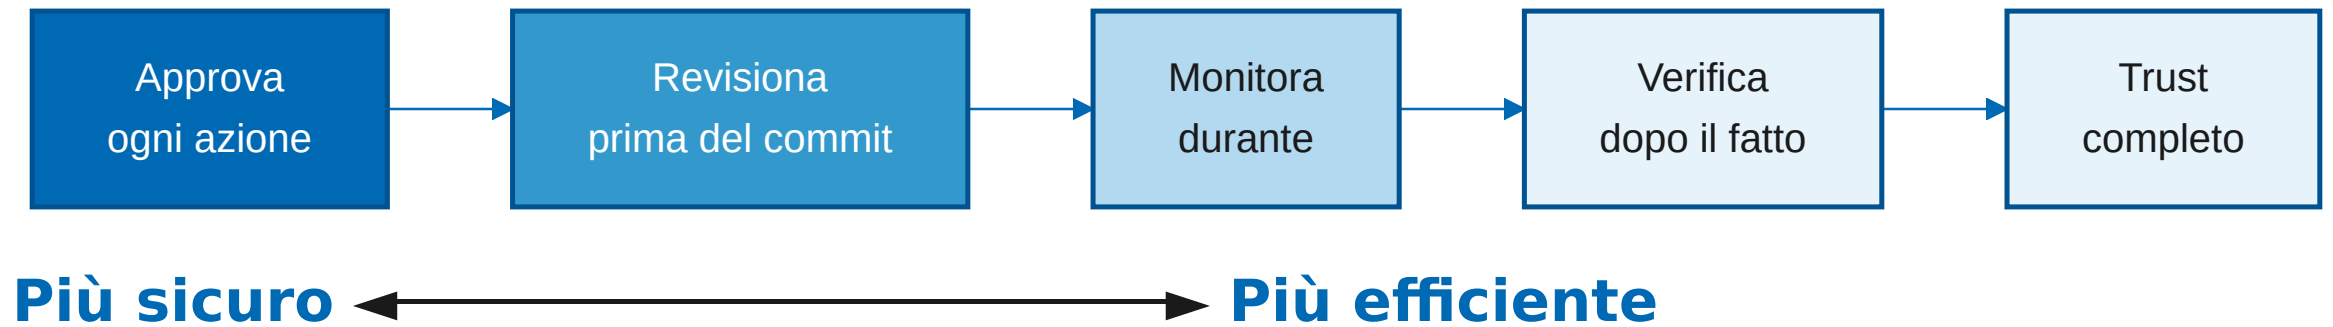 Approva
ogni azione
Revisiona
prima del commit
Monitora
durante
Verifica
dopo il fatto
Trust
completo
Più sicuro
Più efficiente